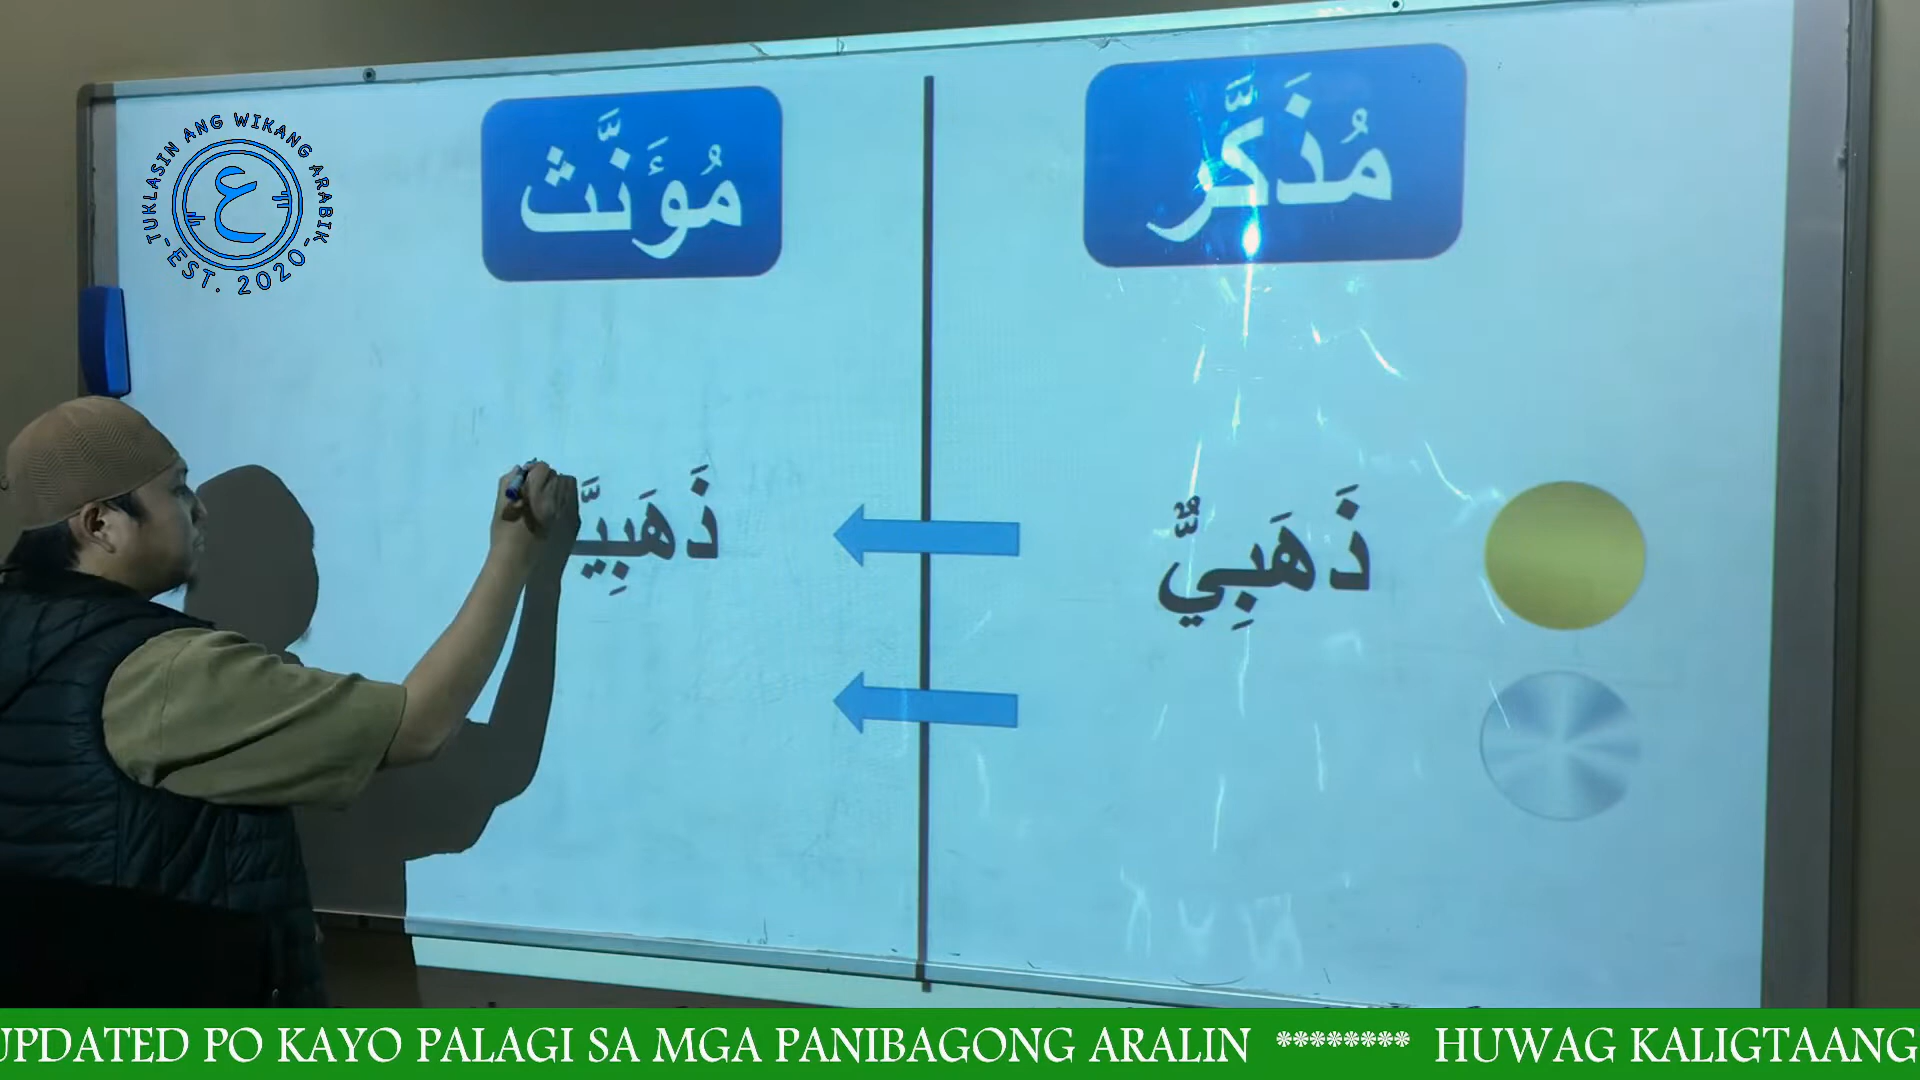 مُذَكَّر
مُؤَنَّث
ذَهَبِيٌّ
ذَهَبِيَّ
TUKLASIN ANG WIKANG ARABIK
EST. 2020
ع
UPDATED PO KAYO PALAGI SA MGA PANIBAGONG ARALIN ******** HUWAG KALIGTAANG